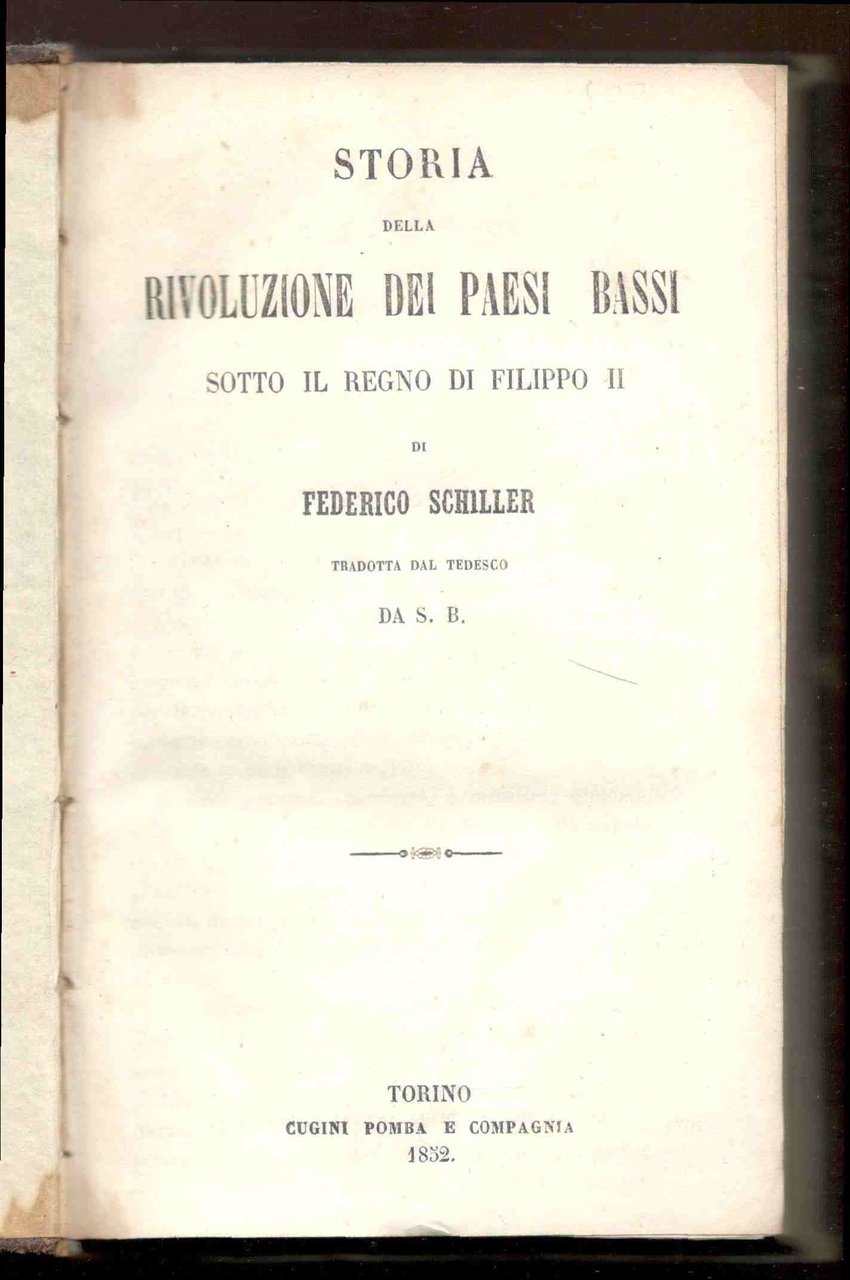 STORIA
DELLA
RIVOLUZIONE DEI PAESI BASSI
SOTTO IL REGNO DI FILIPPO II
DI
FEDERICO SCHILLER
TRADOTTA DAL TEDESCO
DA S. B.
TORINO
CUGINI POMBA E COMPAGNIA
1852.